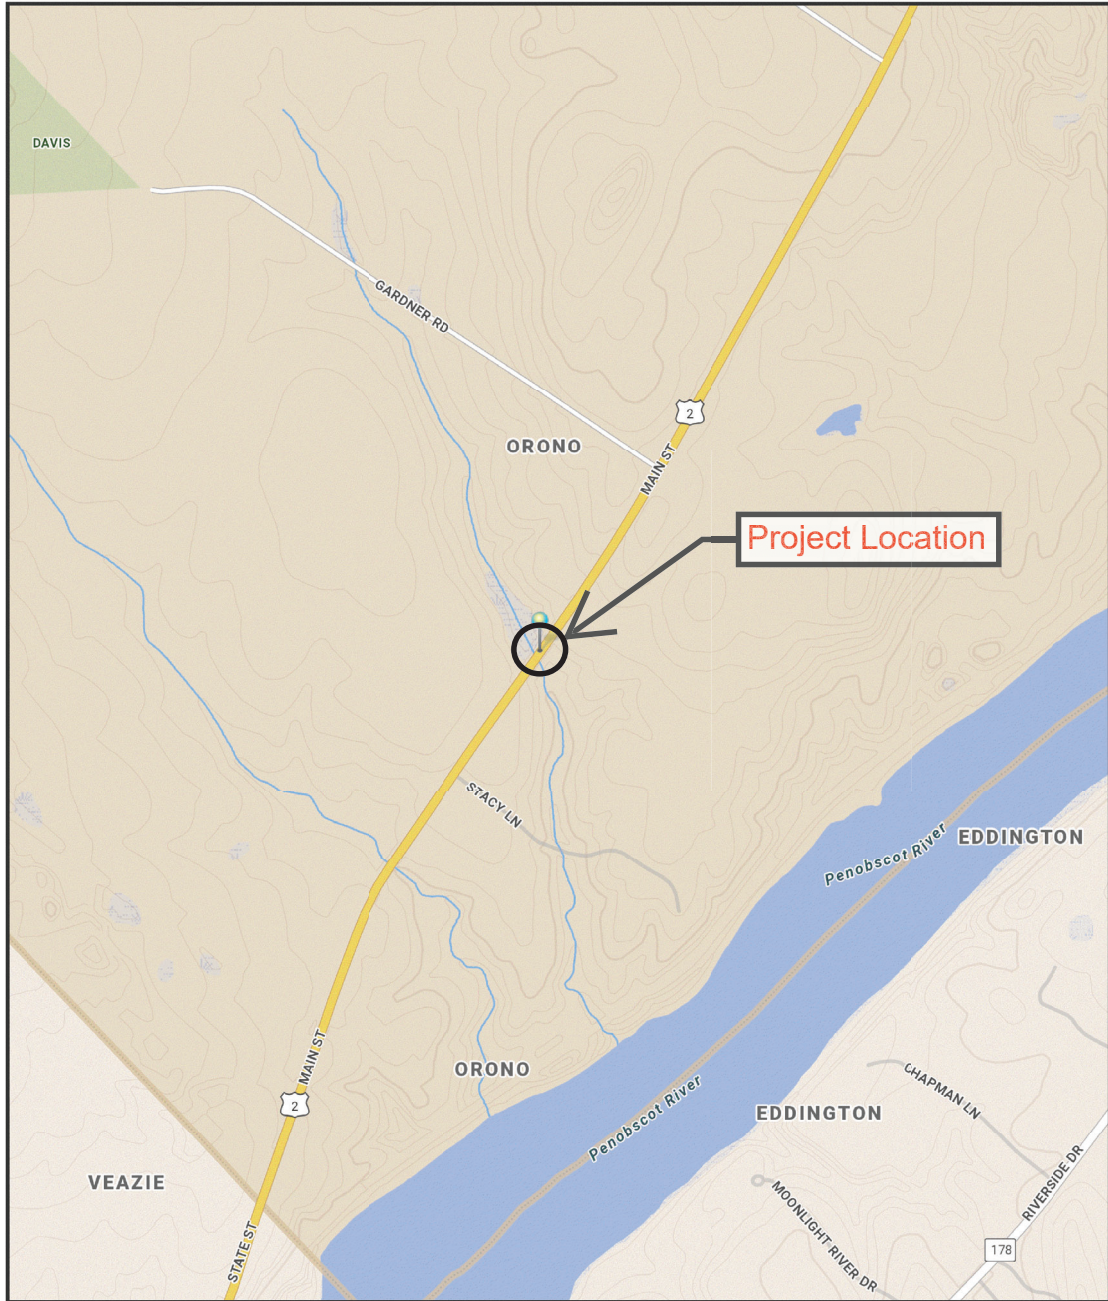 DAVIS
GARDNER RD
2
ORONO
MAIN ST
Project Location
STACY LN
Penobscot River
EDDINGTON
MAIN ST
ORONO
2
Penobscot River
EDDINGTON
CHAPMAN LN
VEAZIE
MOONLIGHT RIVER DR
RIVERSIDE DR
STATE ST
178